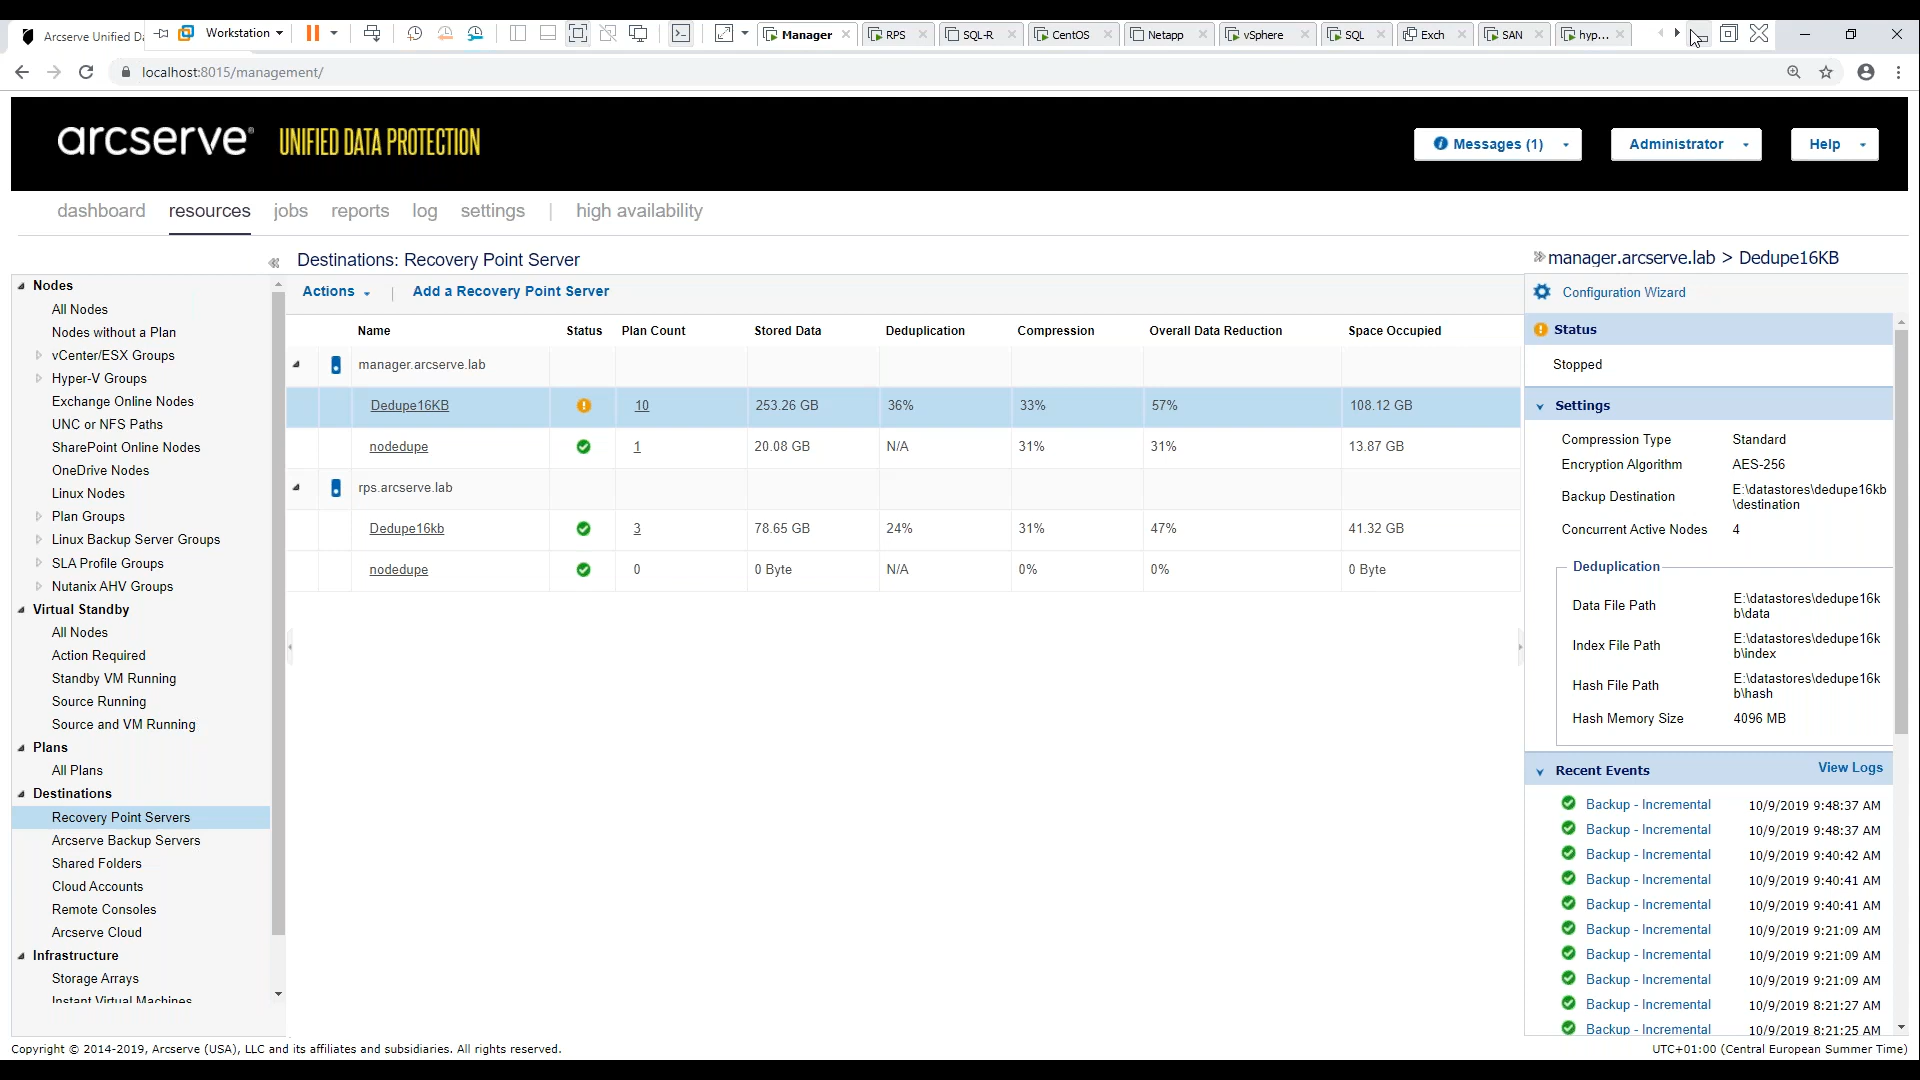 Arcserve Unified Da
Workstation
Manager
RPS
SQL-R
CentOS
Netapp
vSphere
SQL
Exch
SAN
hyp...
localhost:8015/management/
arcserve® UNIFIED DATA PROTECTION
Messages (1)
Administrator
Help
dashboard resources jobs reports log settings | high availability
Destinations: Recovery Point Server
manager.arcserve.lab > Dedupe16KB
Nodes
All Nodes
Nodes without a Plan
vCenter/ESX Groups
Hyper-V Groups
Exchange Online Nodes
UNC or NFS Paths
SharePoint Online Nodes
OneDrive Nodes
Linux Nodes
Plan Groups
Linux Backup Server Groups
SLA Profile Groups
Nutanix AHV Groups
Virtual Standby
All Nodes
Action Required
Standby VM Running
Source Running
Source and VM Running
Plans
All Plans
Destinations
Recovery Point Servers
Arcserve Backup Servers
Shared Folders
Cloud Accounts
Remote Consoles
Arcserve Cloud
Infrastructure
Storage Arrays
Instant Virtual Machines
Actions | Add a Recovery Point Server
Name Status Plan Count Stored Data Deduplication Compression Overall Data Reduction Space Occupied
manager.arcserve.lab
Dedupe16KB 10 253.26 GB 36% 33% 57% 108.12 GB
nodedupe 1 20.08 GB N/A 31% 31% 13.87 GB
rps.arcserve.lab
Dedupe16kb 3 78.65 GB 24% 31% 47% 41.32 GB
nodedupe 0 0 Byte N/A 0% 0% 0 Byte
Configuration Wizard
Status
Stopped
Settings
Compression Type Standard
Encryption Algorithm AES-256
Backup Destination E:\datastores\dedupe16kb
\destination
Concurrent Active Nodes 4
Deduplication
Data File Path E:\datastores\dedupe16k
b\data
Index File Path E:\datastores\dedupe16k
b\index
Hash File Path E:\datastores\dedupe16k
b\hash
Hash Memory Size 4096 MB
Recent Events View Logs
Backup - Incremental 10/9/2019 9:48:37 AM
Backup - Incremental 10/9/2019 9:48:37 AM
Backup - Incremental 10/9/2019 9:40:42 AM
Backup - Incremental 10/9/2019 9:40:41 AM
Backup - Incremental 10/9/2019 9:40:41 AM
Backup - Incremental 10/9/2019 9:21:09 AM
Backup - Incremental 10/9/2019 9:21:09 AM
Backup - Incremental 10/9/2019 9:21:09 AM
Backup - Incremental 10/9/2019 8:21:27 AM
Backup - Incremental 10/9/2019 8:21:25 AM
Copyright © 2014-2019, Arcserve (USA), LLC and its affiliates and subsidiaries. All rights reserved.
UTC+01:00 (Central European Summer Time)